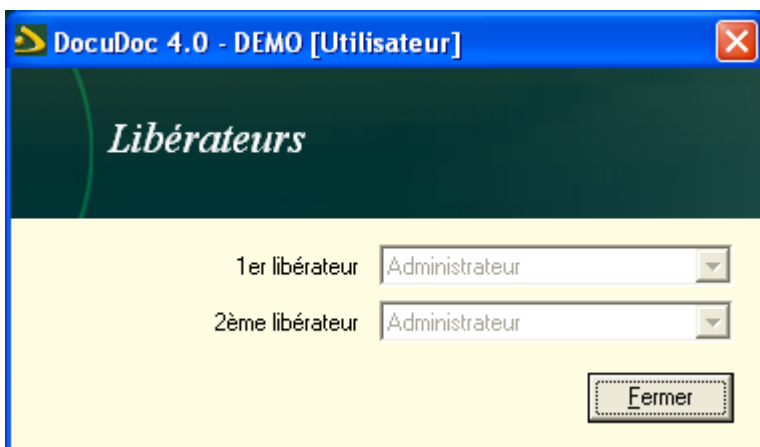 DocuDoc 4.0 - DEMO [Utilisateur]
Libérateurs
1er libérateur Administrateur
2ème libérateur Administrateur
Fermer